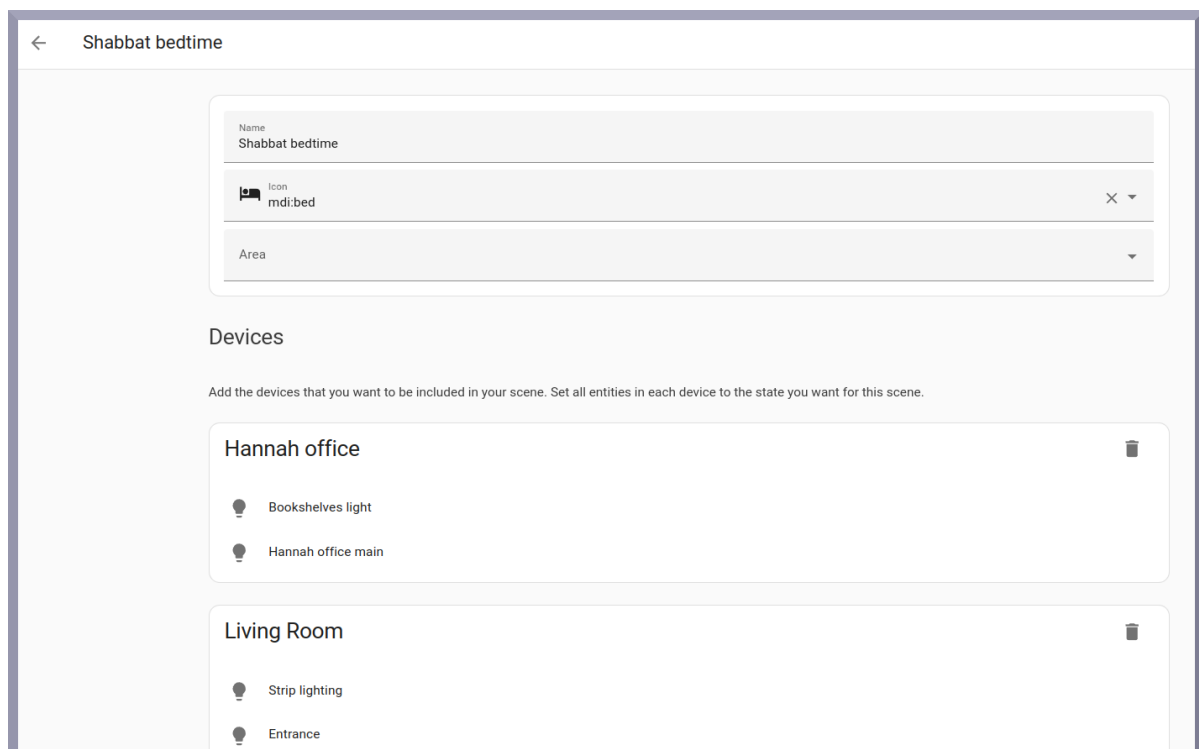 Shabbat bedtime
Name
Shabbat bedtime
Icon
mdi:bed
Area
Devices
Add the devices that you want to be included in your scene. Set all entities in each device to the state you want for this scene.
Hannah office
Bookshelves light
Hannah office main
Living Room
Strip lighting
Entrance